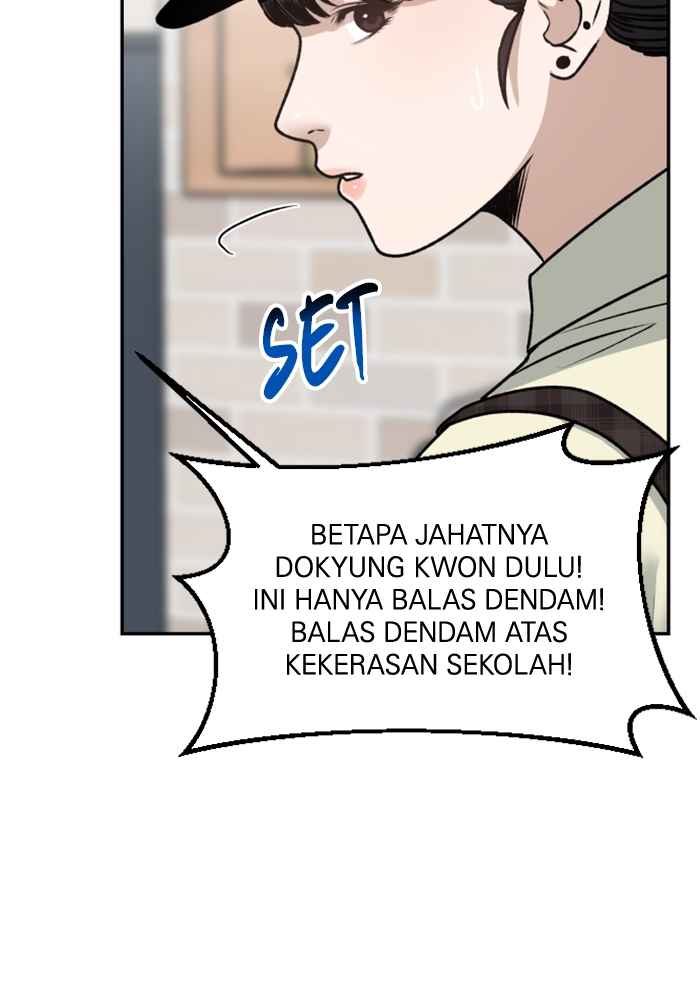 SET
BETAPA JAHATNYA
DOKYUNG KWON DULU!
INI HANYA BALAS DENDAM!
BALAS DENDAM ATAS
KEKERASAN SEKOLAH!